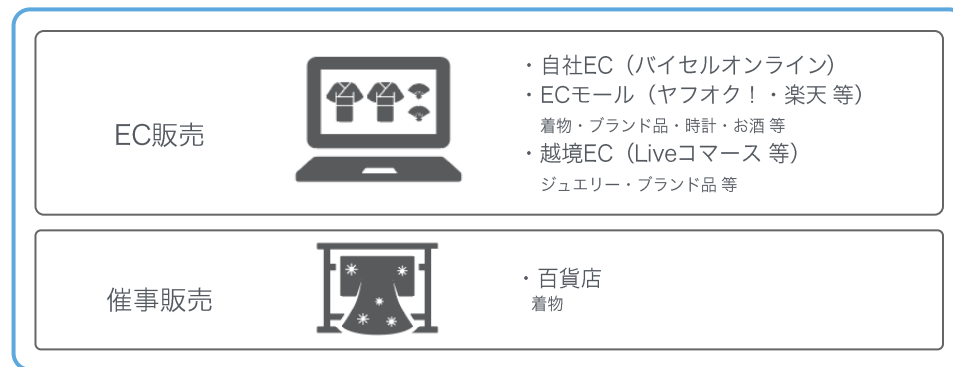 EC販売
・自社EC（バイセルオンライン）
・ECモール（ヤフオク！・楽天 等）
着物・ブランド品・時計・お酒 等
・越境EC（Liveコマース 等）
ジュエリー・ブランド品 等
催事販売
・百貨店
着物